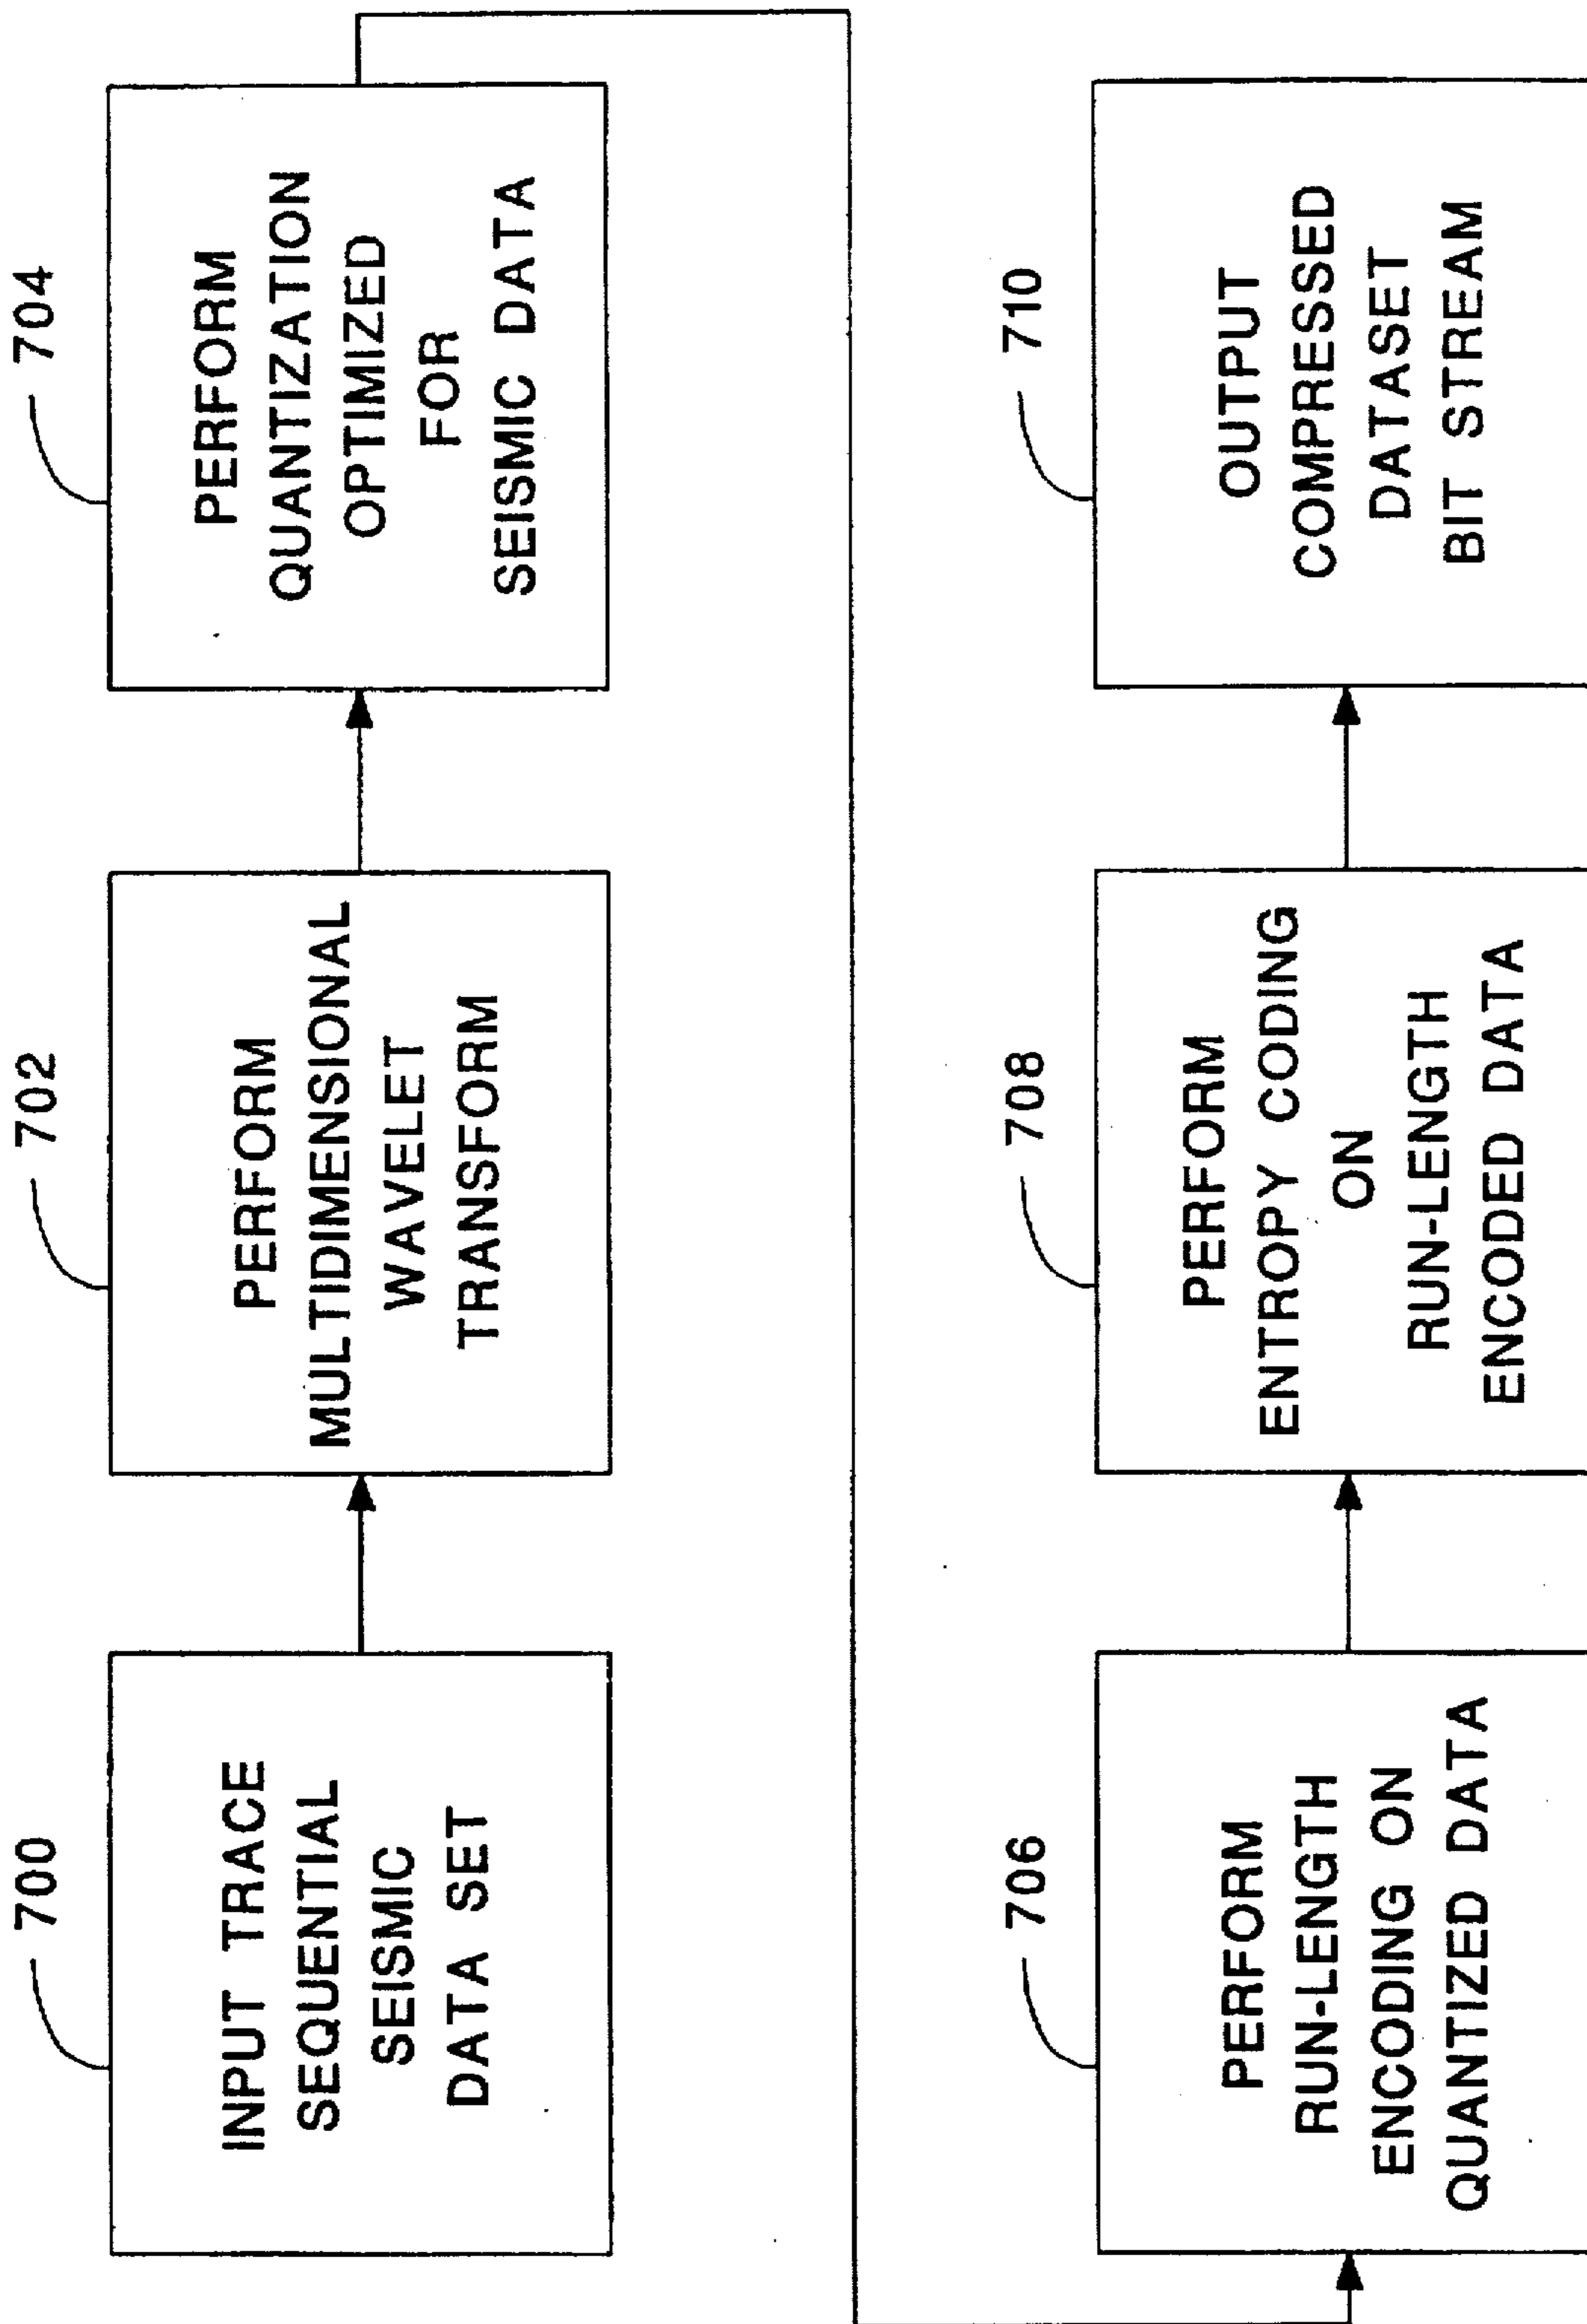 700
INPUT TRACE
SEQUENTIAL
SEISMIC
DATA SET
702
PERFORM
MULTIDIMENSIONAL
WAVELET
TRANSFORM
704
PERFORM
QUANTIZATION
OPTIMIZED
FOR
SEISMIC DATA
706
PERFORM
RUN-LENGTH
ENCODING ON
QUANTIZED DATA
708
PERFORM
ENTROPY CODING
ON
RUN-LENGTH
ENCODED DATA
710
OUTPUT
COMPRESSED
DATASET
BIT STREAM